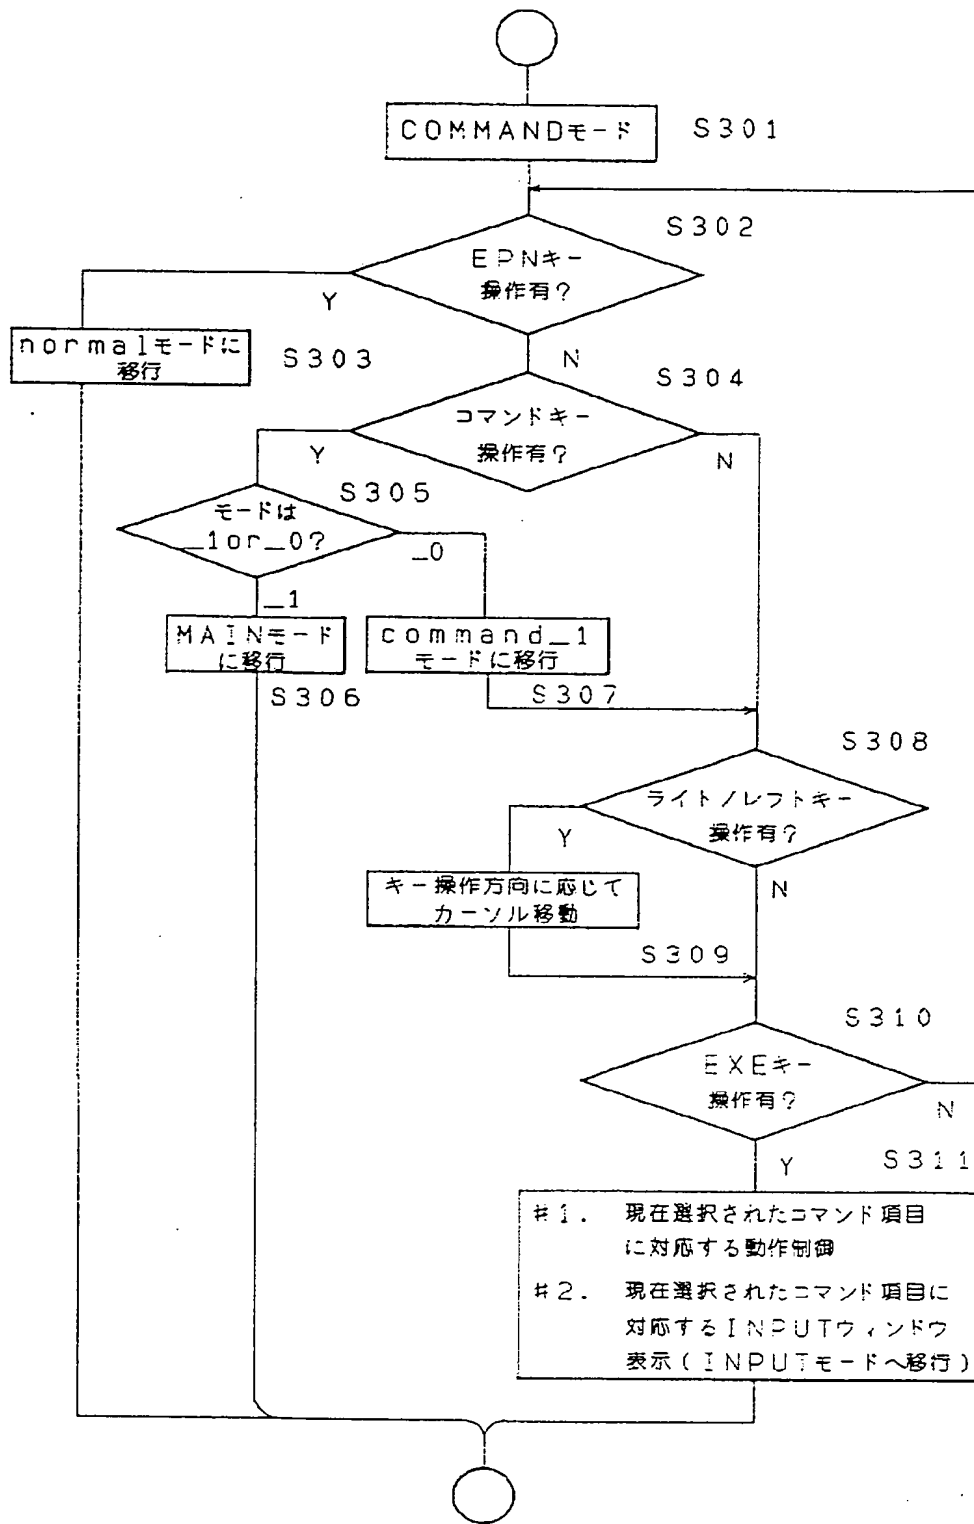 COMMANDモード
S301
S302
EPNキー
操作有?
Y
N
normalモードに
移行
S303
S304
コマンドキー
操作有?
Y
N
S305
モードは
_1or_0?
_0
_1
MAINモード
に移行
S306
command_1
モードに移行
S307
S308
ライト/レフトキー
操作有?
Y
N
キー操作方向に応じて
カーソル移動
S309
S310
EXEキー
操作有?
N
Y
S311
#1. 現在選択されたコマンド項目
に対応する動作制御
#2. 現在選択されたコマンド項目に
対応するINPUTウィンドウ
表示(INPUTモードへ移行)